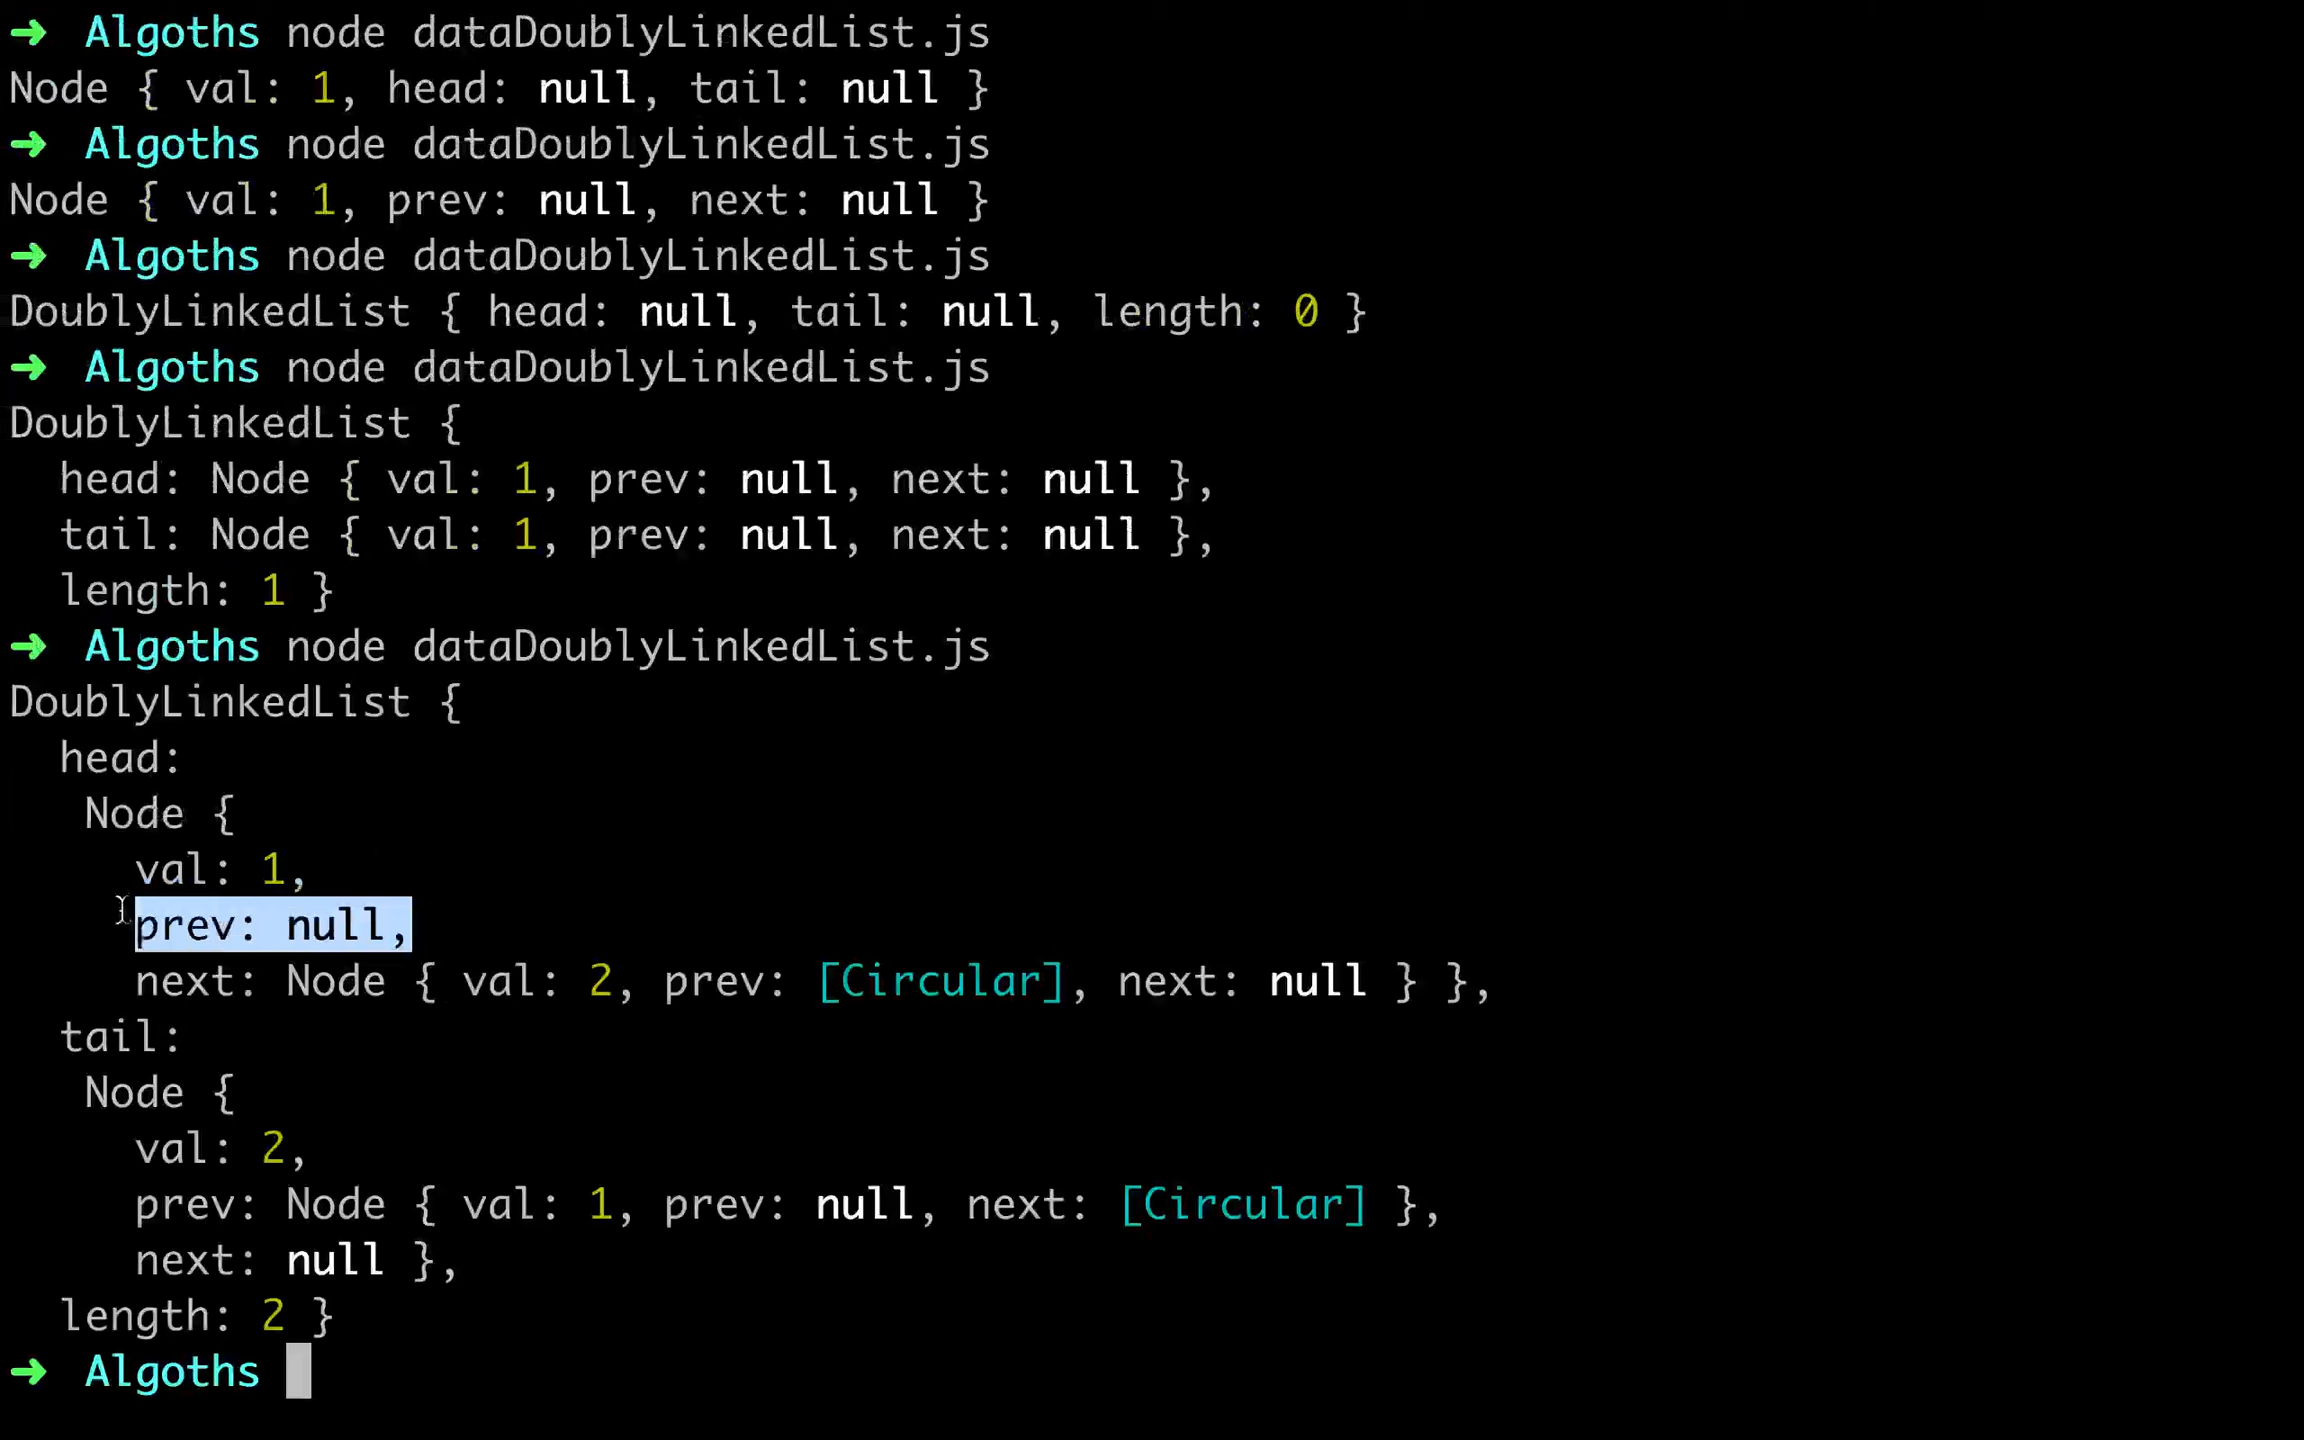 ➜ Algoths node dataDoublyLinkedList.js
Node { val: 1, head: null, tail: null }
➜ Algoths node dataDoublyLinkedList.js
Node { val: 1, prev: null, next: null }
➜ Algoths node dataDoublyLinkedList.js
DoublyLinkedList { head: null, tail: null, length: 0 }
➜ Algoths node dataDoublyLinkedList.js
DoublyLinkedList {
  head: Node { val: 1, prev: null, next: null },
  tail: Node { val: 1, prev: null, next: null },
  length: 1 }
➜ Algoths node dataDoublyLinkedList.js
DoublyLinkedList {
  head:
   Node {
     val: 1,
     prev: null,
     next: Node { val: 2, prev: [Circular], next: null } },
  tail:
   Node {
     val: 2,
     prev: Node { val: 1, prev: null, next: [Circular] },
     next: null },
  length: 2 }
➜ Algoths